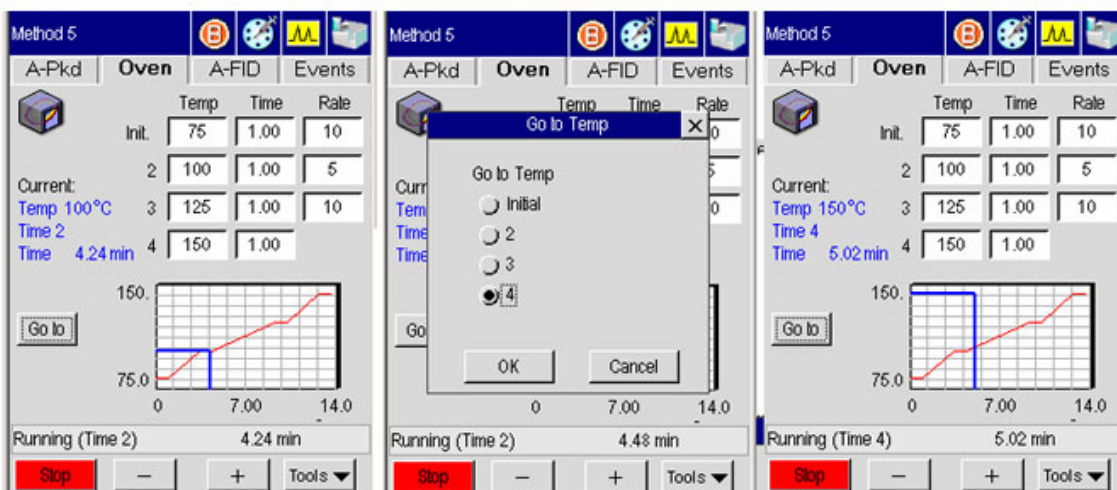 Method 5
B
A-Pkd Oven A-FID Events
Temp Time Rate
Init. 75 1.00 10
2 100 1.00 5
Current:
Temp 100°C 3 125 1.00 10
Time 2
Time 4.24 min 4 150 1.00
150.
Go to
75.0
0 7.00 14.0
Running (Time 2) 4.24 min
Stop − + Tools
Method 5
B
A-Pkd Oven A-FID Events
Temp Time Rate
Go to Temp X
Go to Temp
Initial
2
3
4
OK Cancel
0 7.00 14.0
Running (Time 2) 4.48 min
Stop − + Tools
Method 5
B
A-Pkd Oven A-FID Events
Temp Time Rate
Init. 75 1.00 10
2 100 1.00 5
Current:
Temp 150°C 3 125 1.00 10
Time 4
Time 5.02 min 4 150 1.00
150.
Go to
75.0
0 7.00 14.0
Running (Time 4) 5.02 min
Stop − + Tools